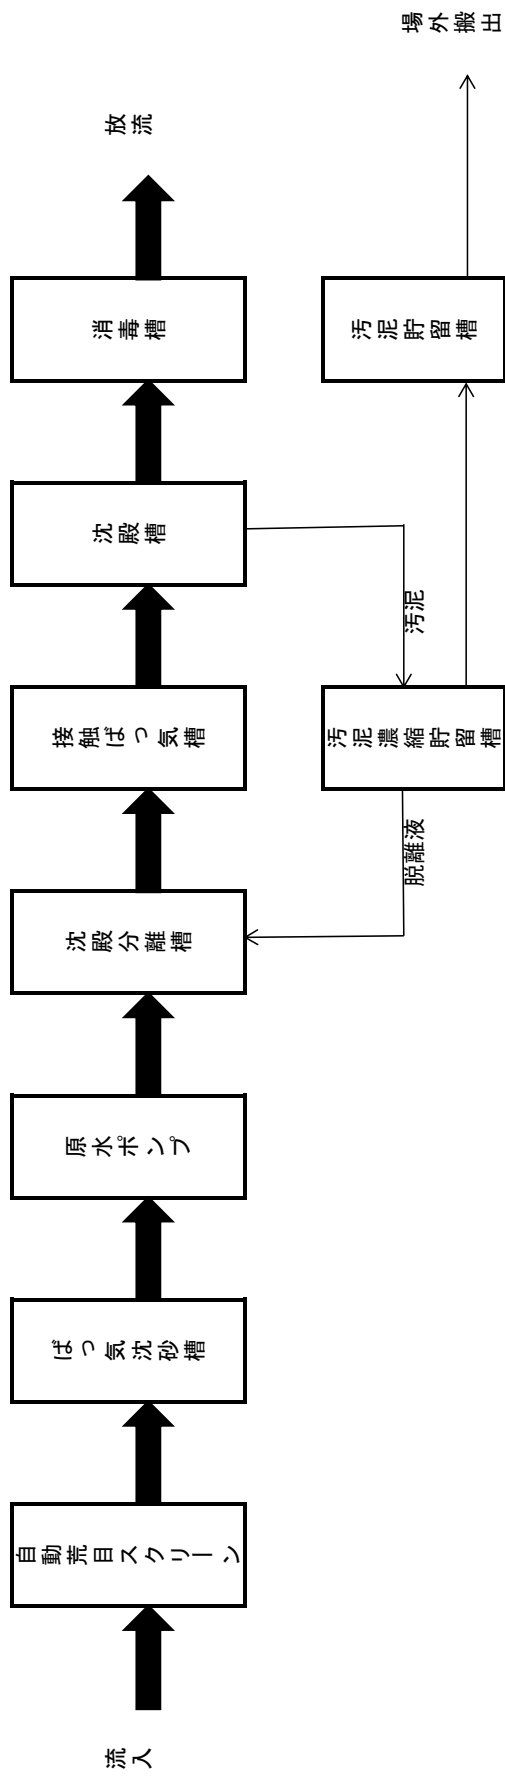 場外搬出
放流
消毒槽
汚泥貯留槽
沈殿槽
汚泥
接触ばっ気槽
汚泥濃縮貯留槽
脱離液
沈殿分離槽
原水ポンプ
ばっ気沈砂槽
自動荒目スクリーン
流入